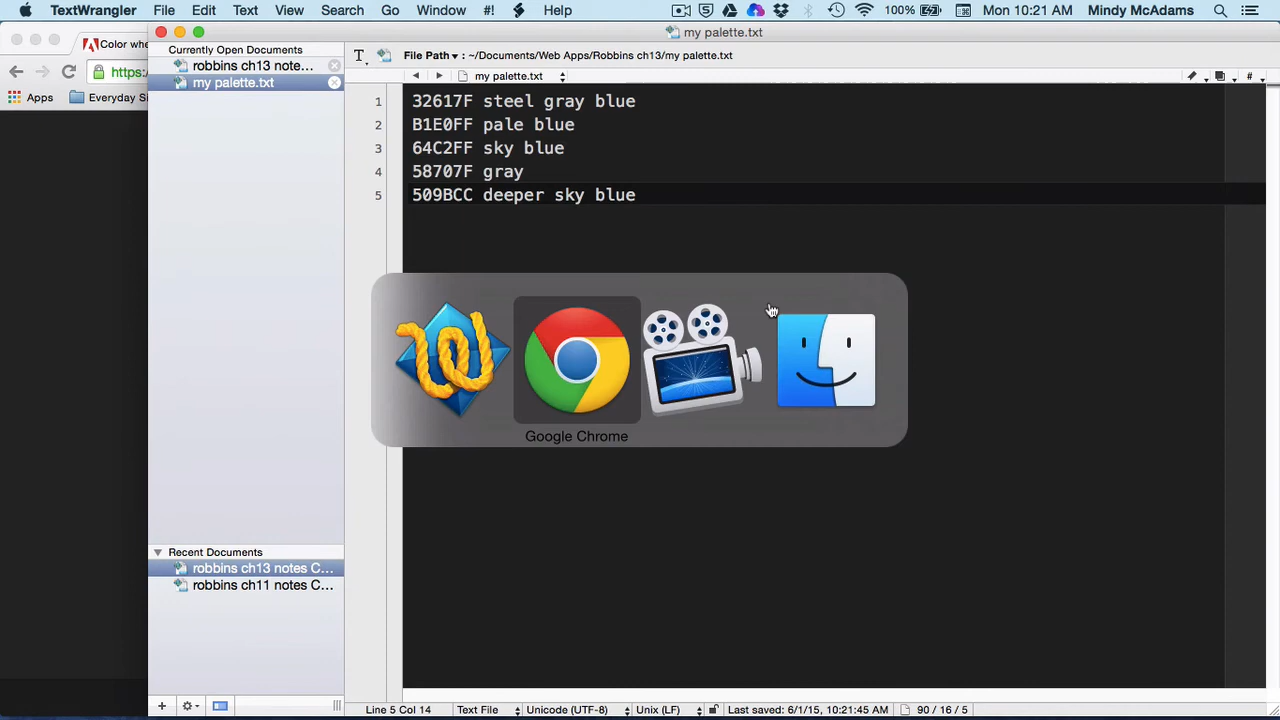 TextWrangler File Edit Text View Search Go Window #! Help 100% Mon 10:21 AM Mindy McAdams
my palette.txt
Color whe
Currently Open Documents
robbins ch13 note...
my palette.txt
https:
Apps Everyday S
File Path ▾ : ~/Documents/Web Apps/Robbins ch13/my palette.txt
my palette.txt
1 32617F steel gray blue
2 B1E0FF pale blue
3 64C2FF sky blue
4 58707F gray
5 509BCC deeper sky blue
Google Chrome
Recent Documents
robbins ch13 notes C...
robbins ch11 notes C...
Line 5 Col 14 Text File Unicode (UTF-8) Unix (LF) Last saved: 6/1/15, 10:21:45 AM 90 / 16 / 5